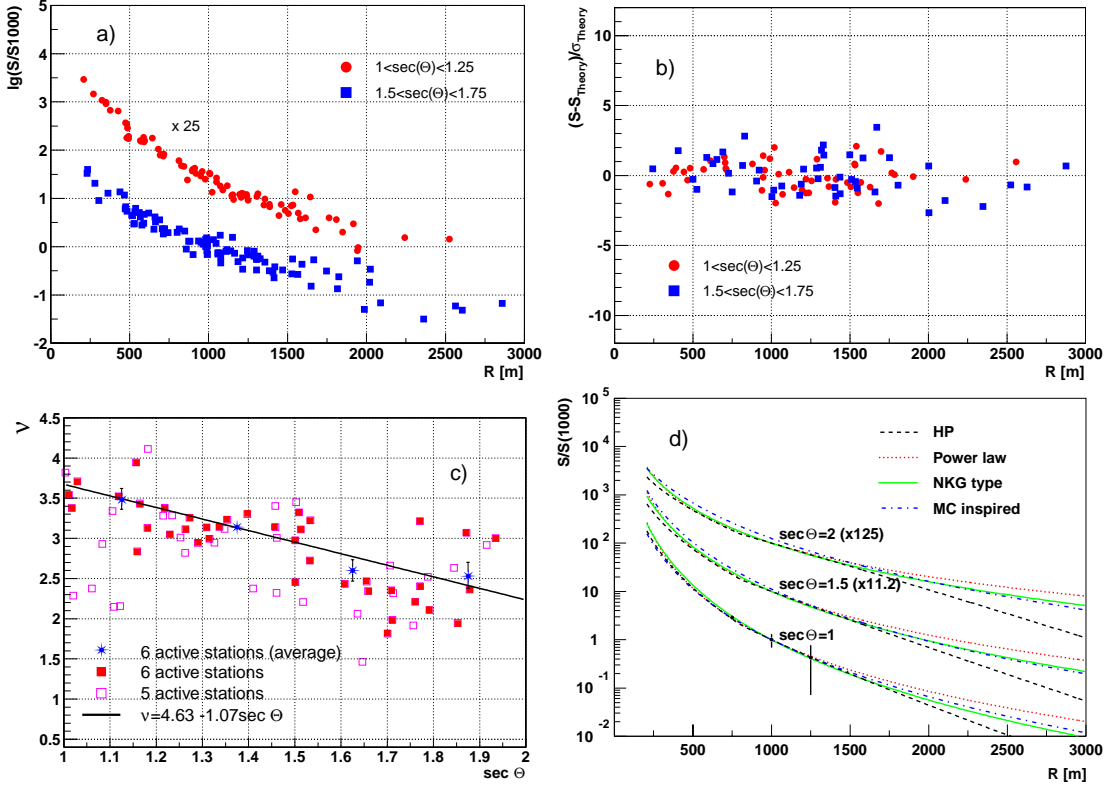 a)
lg(S/S1000)
5
4
3
2
1
0
-1
-2
1<sec(Θ)<1.25
1.5<sec(Θ)<1.75
x 25
0 500 1000 1500 2000 2500 3000
R [m]
b)
(S-S_Theory)/σ_Theory
10
5
0
-5
-10
1<sec(Θ)<1.25
1.5<sec(Θ)<1.75
0 500 1000 1500 2000 2500 3000
R [m]
c)
ν
4.5
4
3.5
3
2.5
2
1.5
1
0.5
6 active stations (average)
6 active stations
5 active stations
ν=4.63 -1.07sec Θ
1 1.1 1.2 1.3 1.4 1.5 1.6 1.7 1.8 1.9 2
sec Θ
d)
S/S(1000)
10^5
10^4
10^3
10^2
10
1
10^-1
10^-2
HP
Power law
NKG type
MC inspired
secΘ=2 (x125)
secΘ=1.5 (x11.2)
secΘ=1
500 1000 1500 2000 2500 3000
R [m]